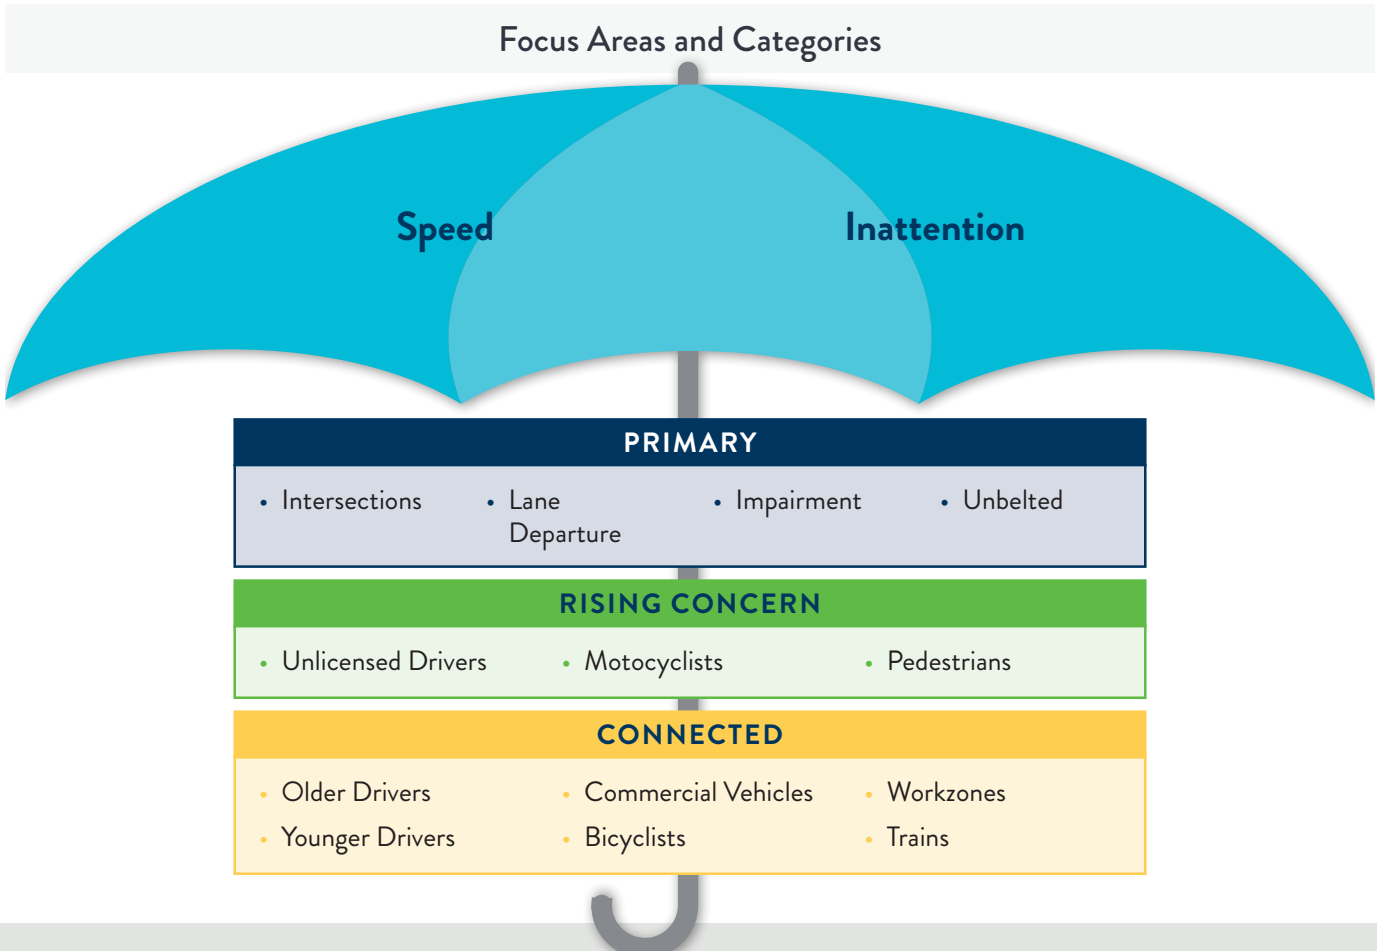 Focus Areas and Categories
Speed
Inattention
PRIMARY
• Intersections
• Lane
Departure
• Impairment
• Unbelted
RISING CONCERN
• Unlicensed Drivers
• Motocyclists
• Pedestrians
CONNECTED
• Older Drivers
• Commercial Vehicles
• Workzones
• Younger Drivers
• Bicyclists
• Trains